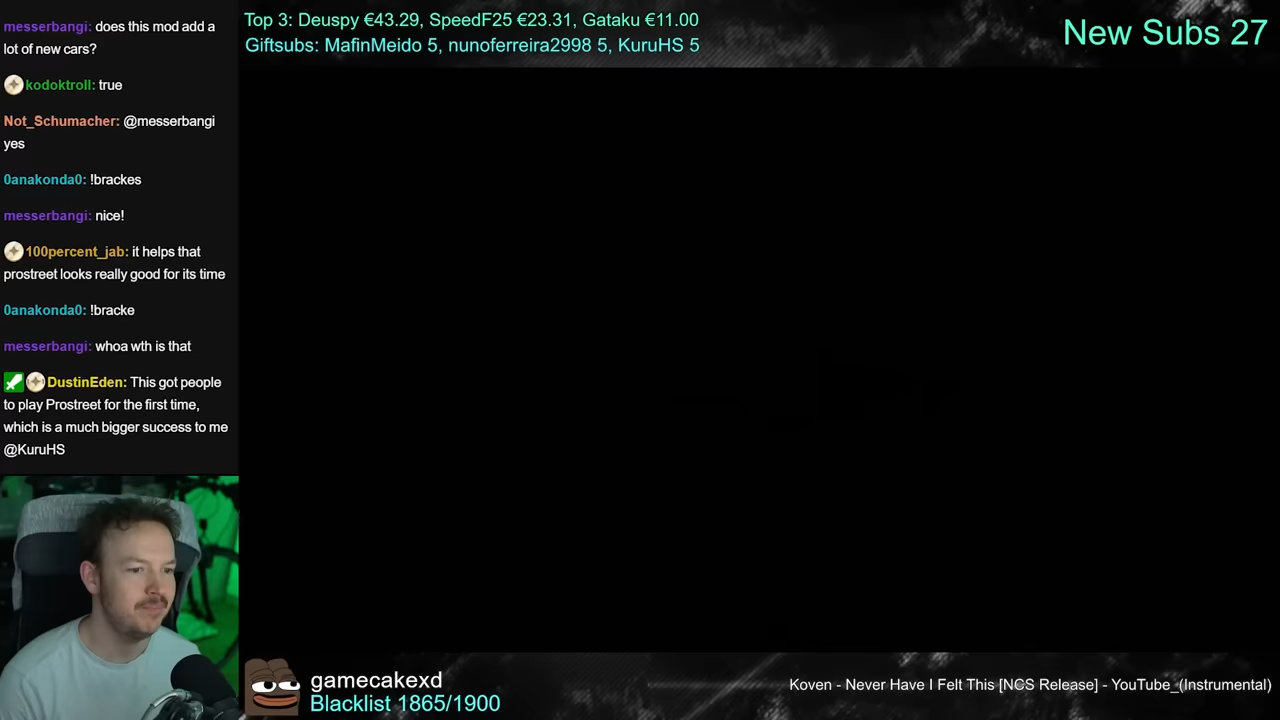 Top 3: Deuspy €43.29, SpeedF25 €23.31, Gataku €11.00
Giftsubs: MafinMeido 5, nunoferreira2998 5, KuruHS 5
New Subs 27
messerbangi: does this mod add a
lot of new cars?
kodoktroll: true
Not_Schumacher: @messerbangi
yes
0anakonda0: !brackes
messerbangi: nice!
100percent_jab: it helps that
prostreet looks really good for its time
0anakonda0: !bracke
messerbangi: whoa wth is that
DustinEden: This got people
to play Prostreet for the first time,
which is a much bigger success to me
@KuruHS
gamecakexd
Blacklist 1865/1900
Koven - Never Have I Felt This [NCS Release] - YouTube_(Instrumental)